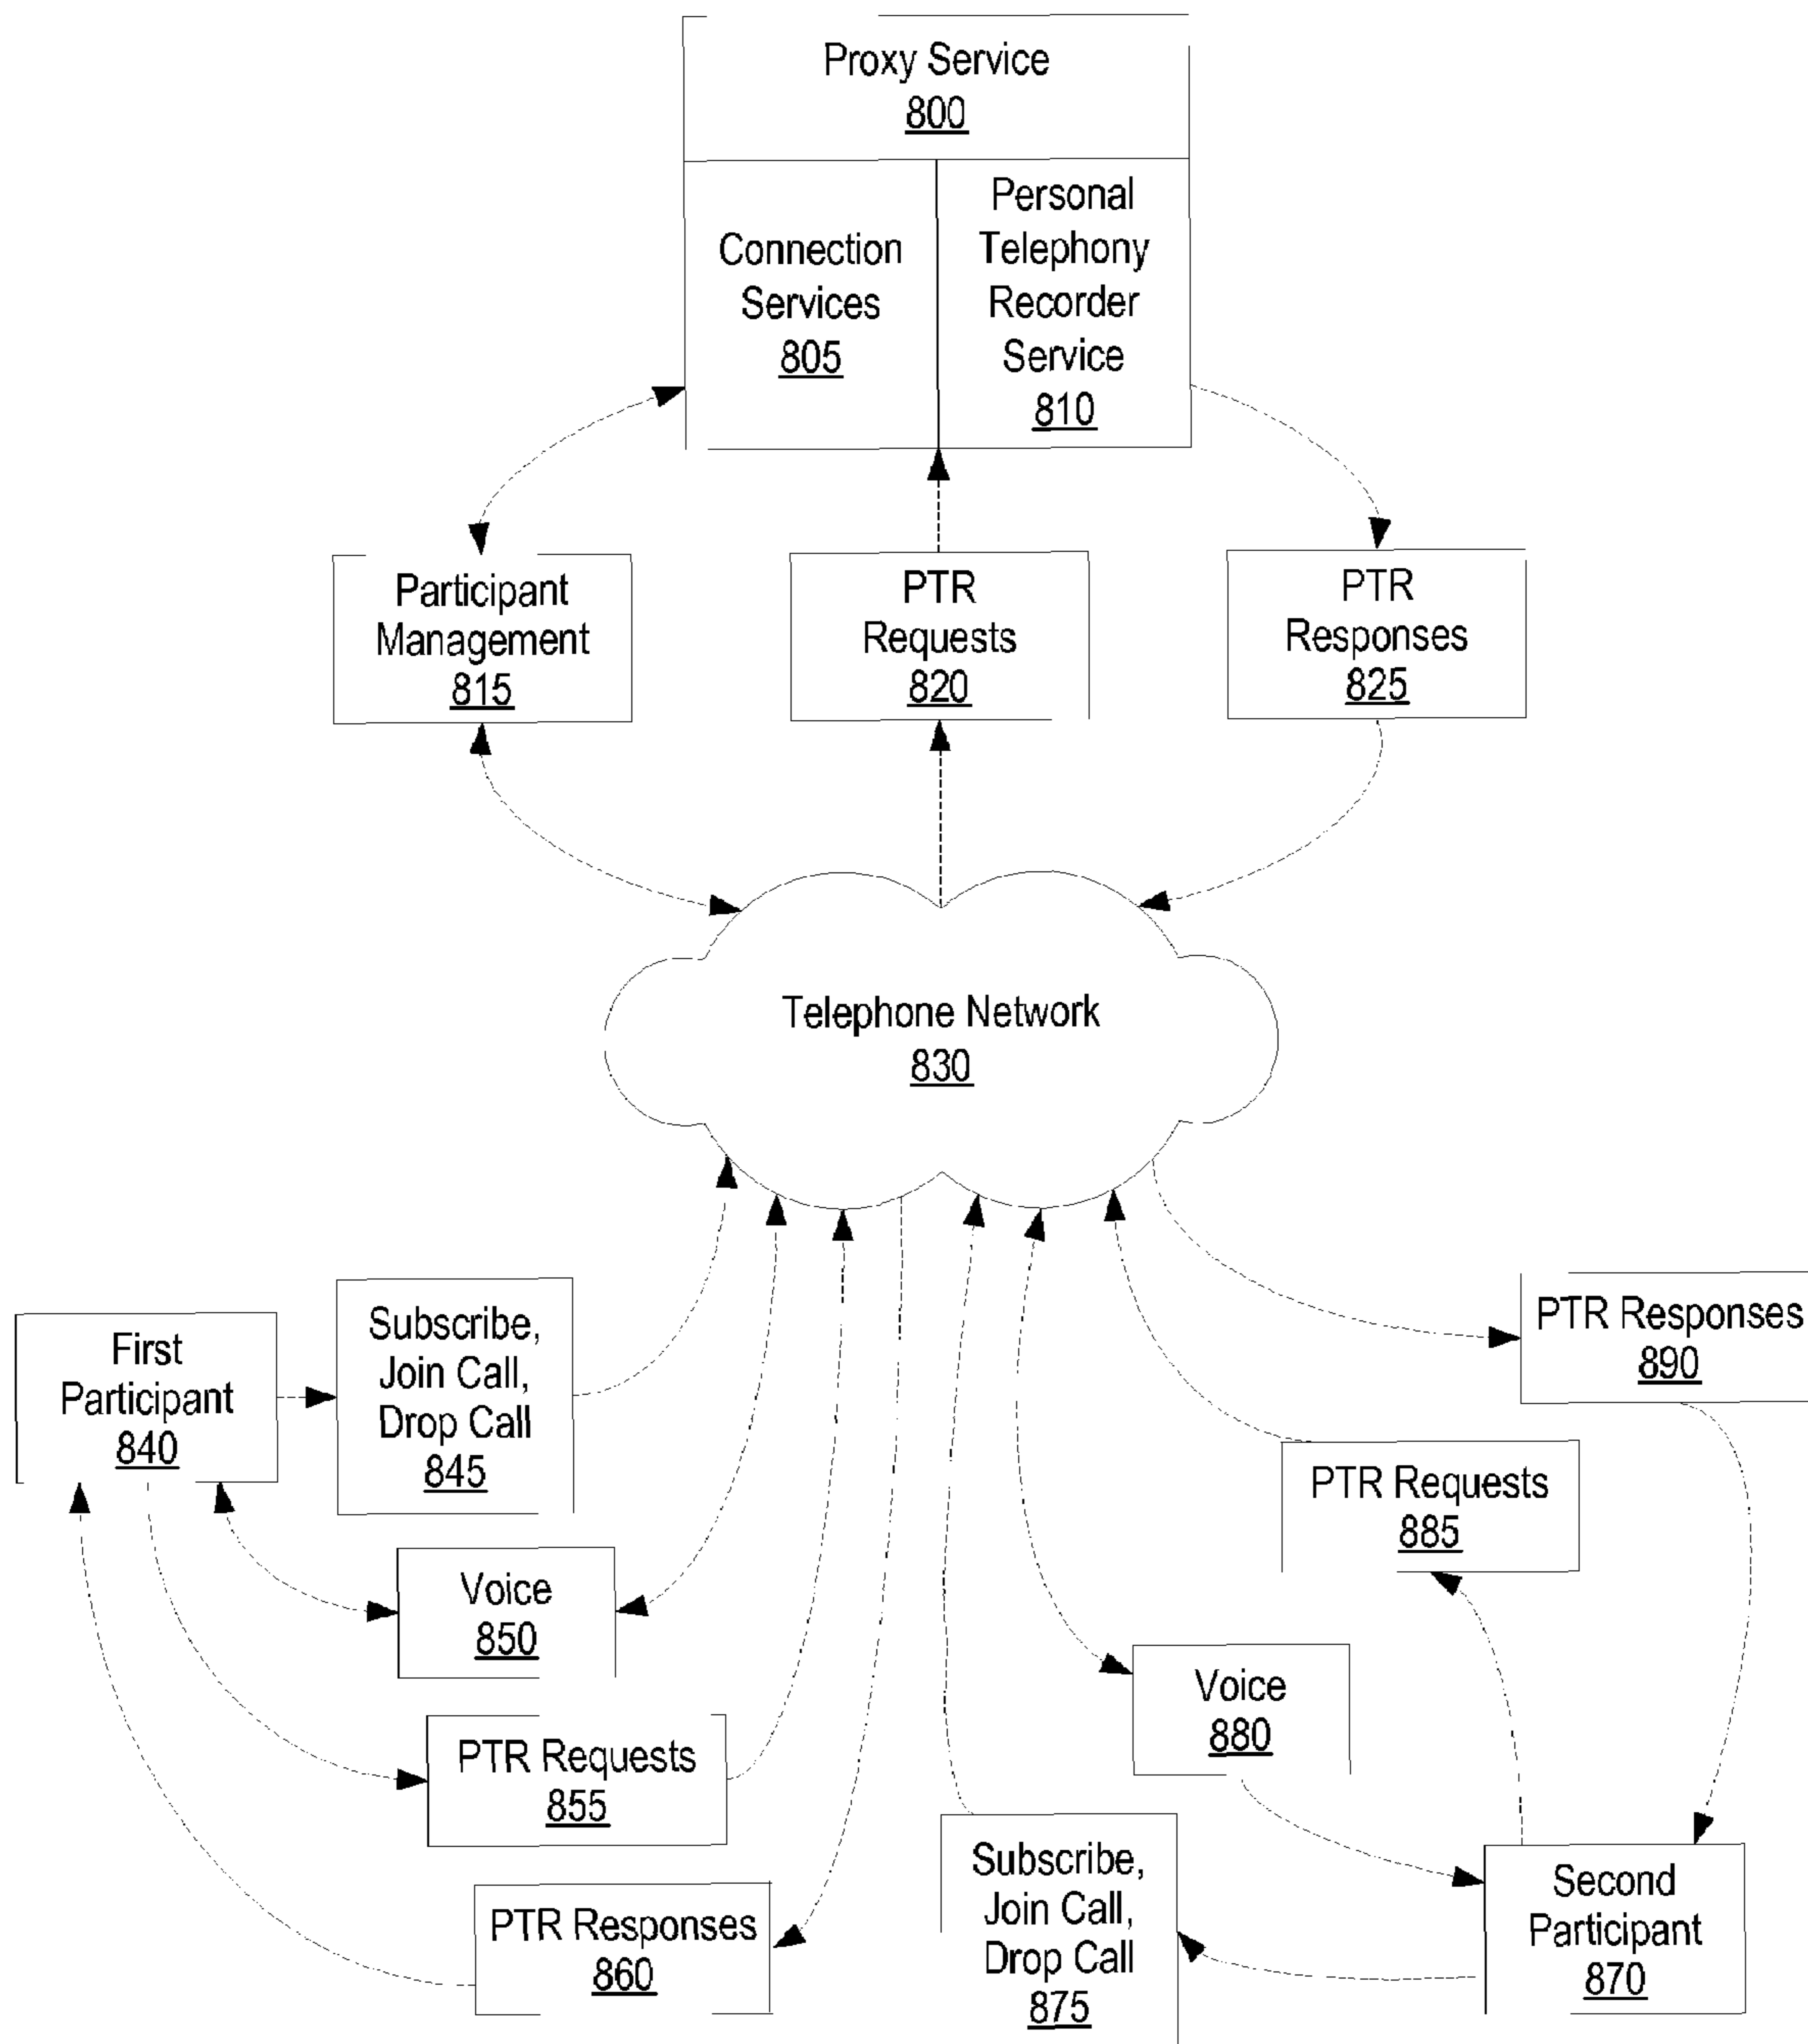 Proxy Service
800
Connection
Services
805
Personal
Telephony
Recorder
Service
810
Participant
Management
815
PTR
Requests
820
PTR
Responses
825
Telephone Network
830
First
Participant
840
Subscribe,
Join Call,
Drop Call
845
Voice
850
PTR Requests
855
PTR Responses
860
PTR Responses
890
PTR Requests
885
Voice
880
Subscribe,
Join Call,
Drop Call
875
Second
Participant
870